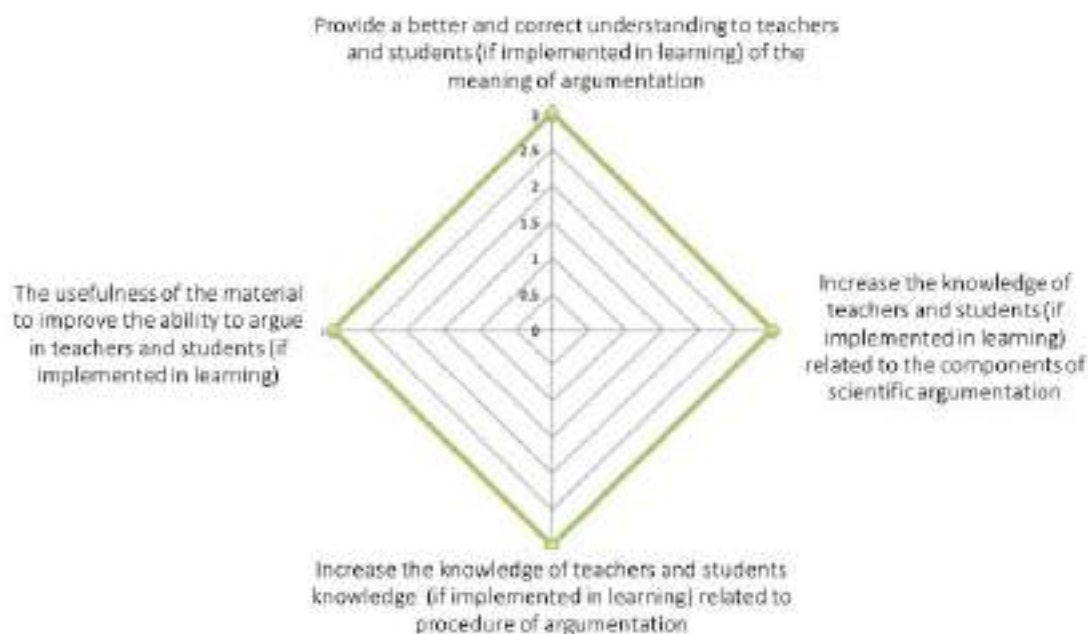 Provide a better and correct understanding to teachers
and students (if implemented in learning) of the
meaning of argumentation
3
2.5
2
1.5
1
0.5
0
The usefulness of the material
to improve the ability to argue
in teachers and students (if
implemented in learning)
Increase the knowledge of
teachers and students (if
implemented in learning)
related to the components of
scientific argumentation
Increase the knowledge of teachers and students
knowledge (if implemented in learning) related to
procedure of argumentation